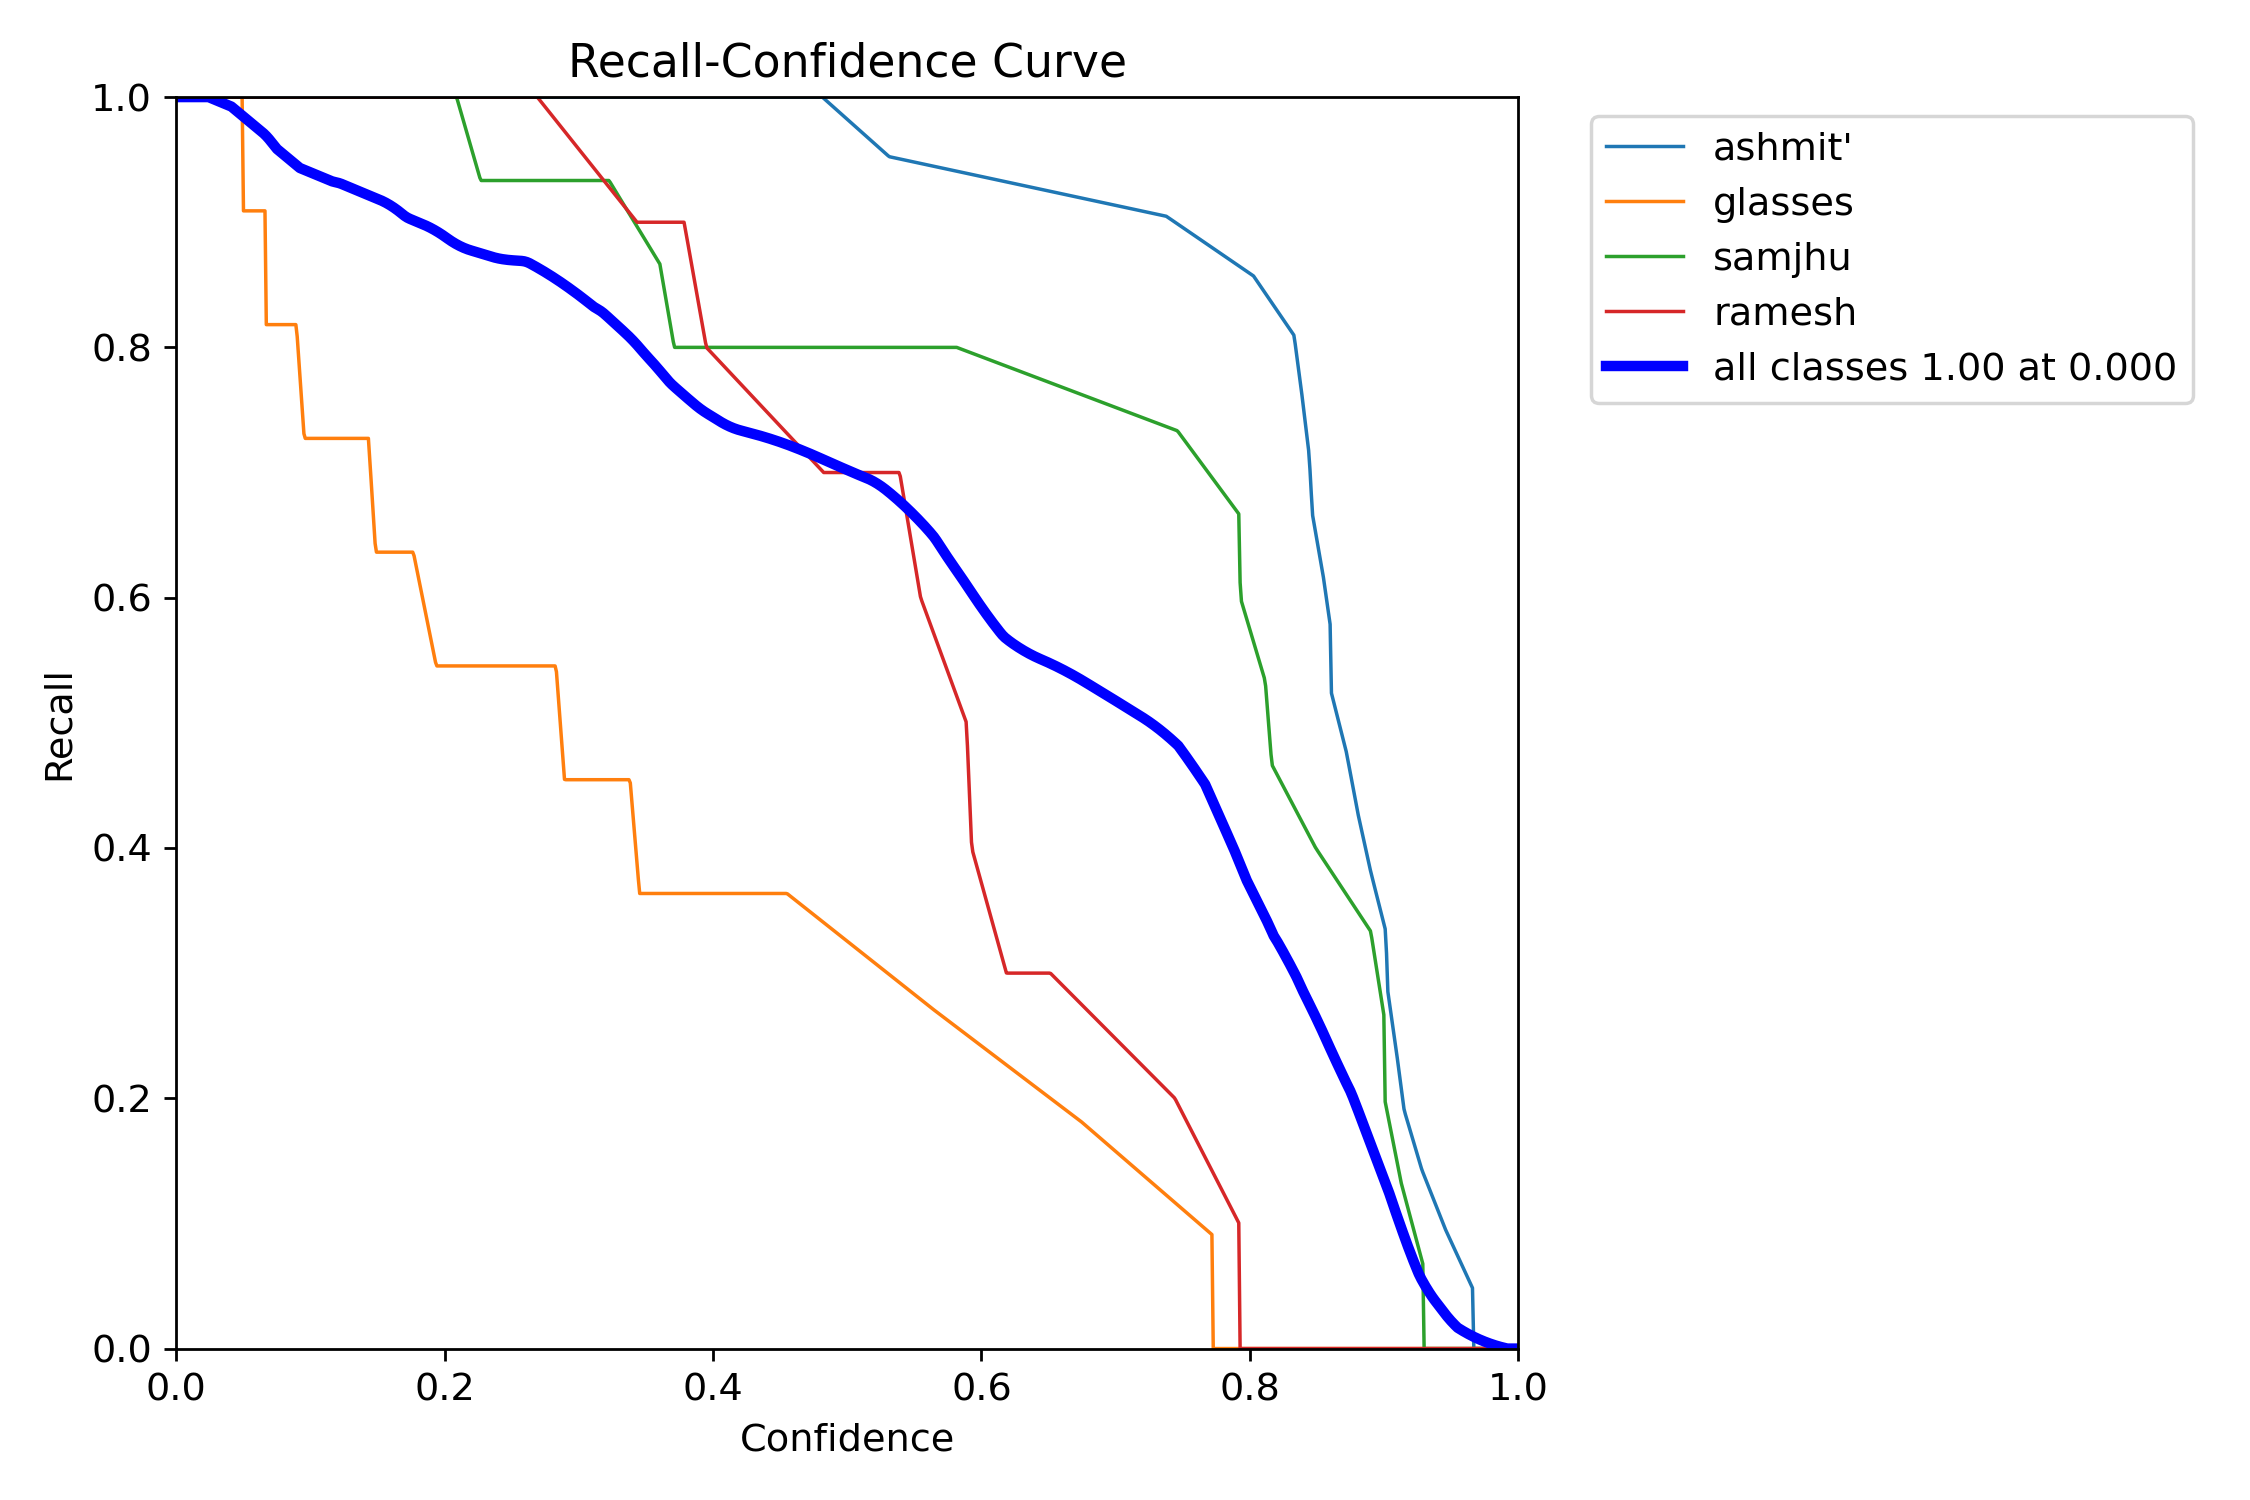 Recall-Confidence Curve
1.0
0.8
0.6
0.4
0.2
0.0
Recall
0.0 0.2 0.4 0.6 0.8 1.0
Confidence
ashmit'
glasses
samjhu
ramesh
all classes 1.00 at 0.000